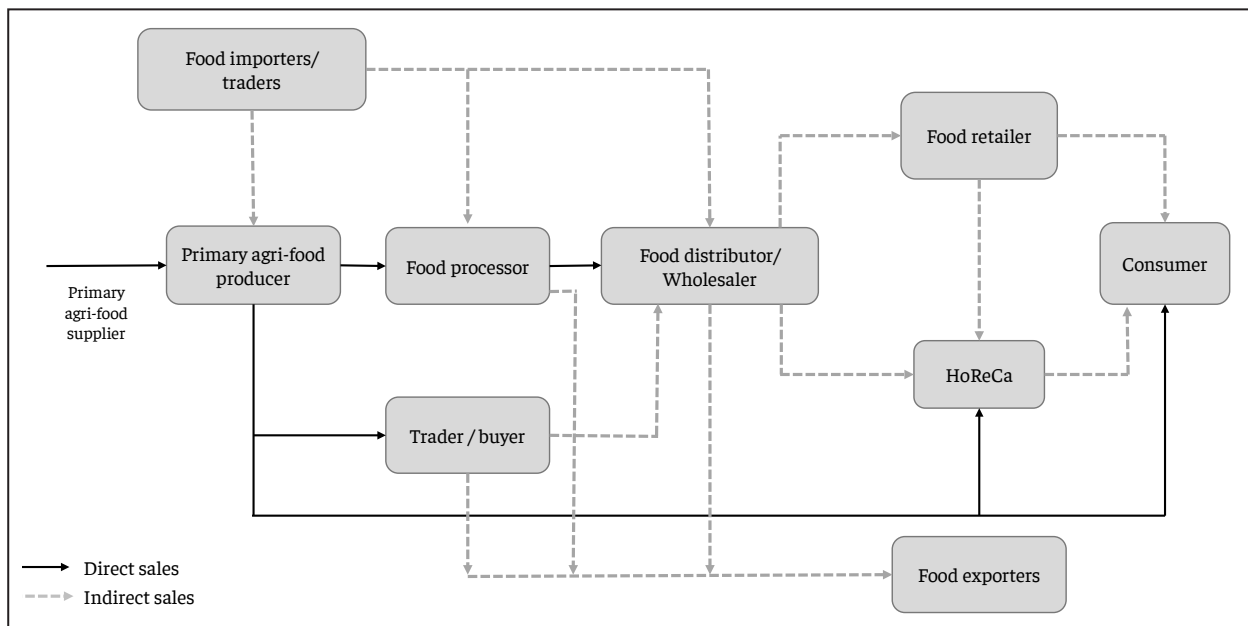 Food importers/
traders
Food retailer
Primary agri-food
producer
Food processor
Food distributor/
Wholesaler
Consumer
Primary
agri-food
supplier
HoReCa
Trader / buyer
Direct sales
Food exporters
Indirect sales